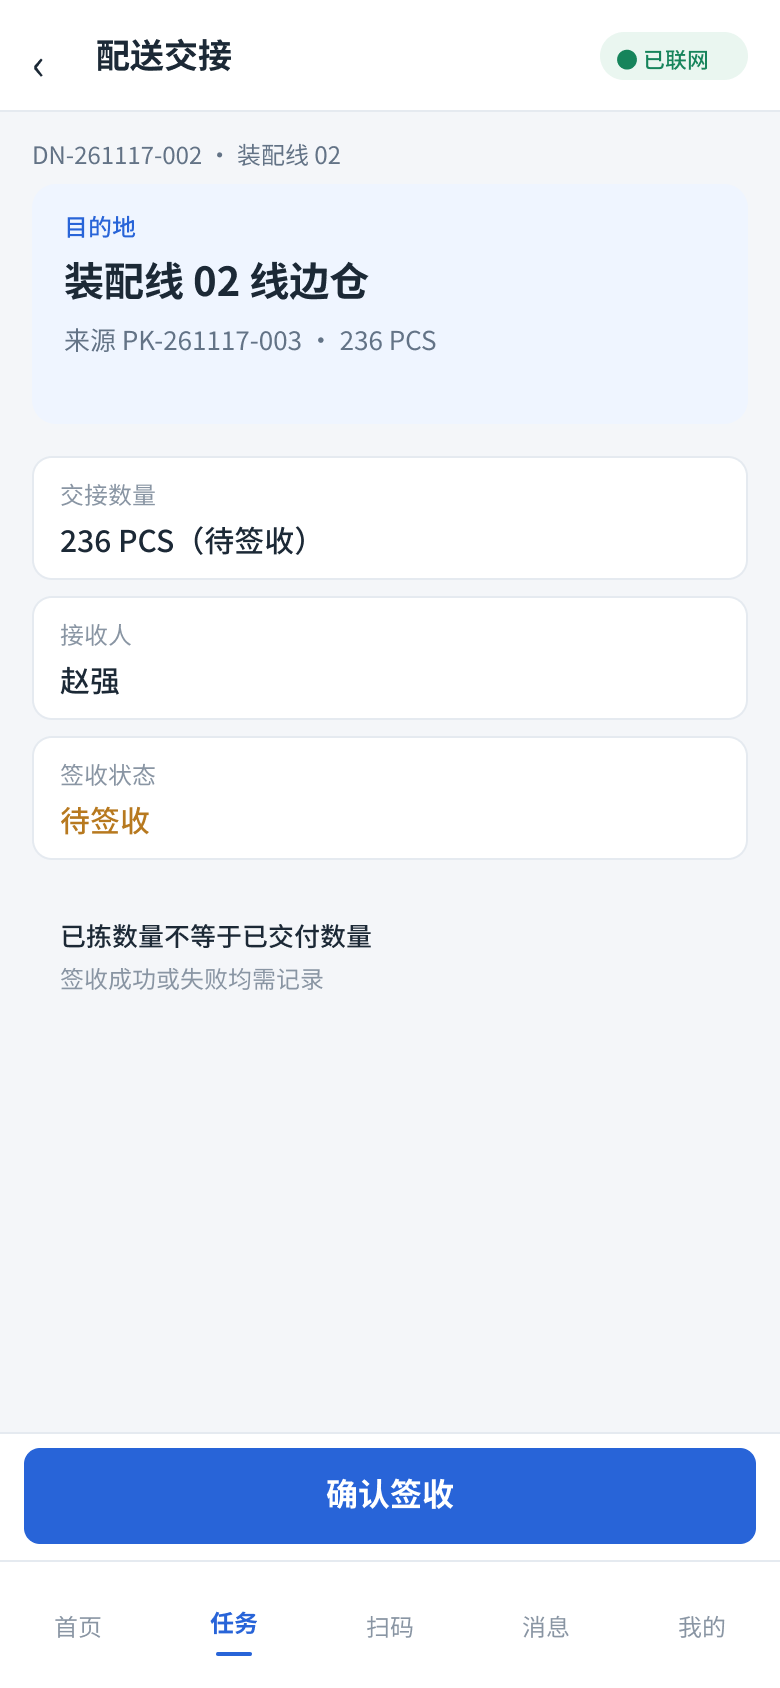 ‹ 配送交接 已联网
DN-261117-002 · 装配线 02
目的地
装配线 02 线边仓
来源 PK-261117-003 · 236 PCS
交接数量
236 PCS（待签收）
接收人
赵强
签收状态
待签收
已拣数量不等于已交付数量
签收成功或失败均需记录
确认签收
首页 任务 扫码 消息 我的